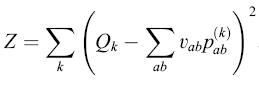 $Z = \sum_{k} \left( Q_k - \sum_{ab} v_{ab} p_{ab}^{(k)} \right)^2$